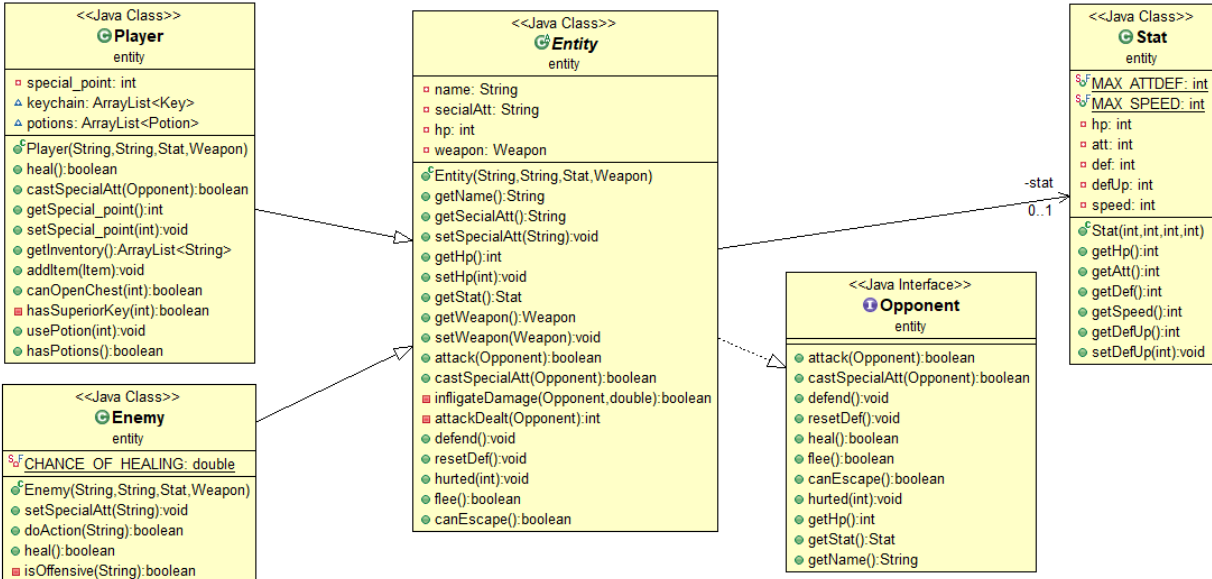 <<Java Class>>
Player
entity
special_point: int
keychain: ArrayList<Key>
potions: ArrayList<Potion>
Player(String,String,Stat,Weapon)
heal():boolean
castSpecialAtt(Opponent):boolean
getSpecial_point():int
setSpecial_point(int):void
getInventory():ArrayList<String>
addItem(Item):void
canOpenChest(int):boolean
hasSuperiorKey(int):boolean
usePotion(int):void
hasPotions():boolean
<<Java Class>>
Enemy
entity
CHANCE_OF_HEALING: double
Enemy(String,String,Stat,Weapon)
setSpecialAtt(String):void
doAction(String):boolean
heal():boolean
isOffensive(String):boolean
<<Java Class>>
Entity
entity
name: String
secialAtt: String
hp: int
weapon: Weapon
Entity(String,String,Stat,Weapon)
getName():String
getSecialAtt():String
setSpecialAtt(String):void
getHp():int
setHp(int):void
getStat():Stat
getWeapon():Weapon
setWeapon(Weapon):void
attack(Opponent):boolean
castSpecialAtt(Opponent):boolean
infligateDamage(Opponent,double):boolean
attackDealt(Opponent):int
defend():void
resetDef():void
hurted(int):void
flee():boolean
canEscape():boolean
-stat
0..1
<<Java Interface>>
Opponent
entity
attack(Opponent):boolean
castSpecialAtt(Opponent):boolean
defend():void
resetDef():void
heal():boolean
flee():boolean
canEscape():boolean
hurted(int):void
getHp():int
getStat():Stat
getName():String
<<Java Class>>
Stat
entity
MAX_ATTDEF: int
MAX_SPEED: int
hp: int
att: int
def: int
defUp: int
speed: int
Stat(int,int,int,int)
getHp():int
getAtt():int
getDef():int
getSpeed():int
getDefUp():int
setDefUp(int):void